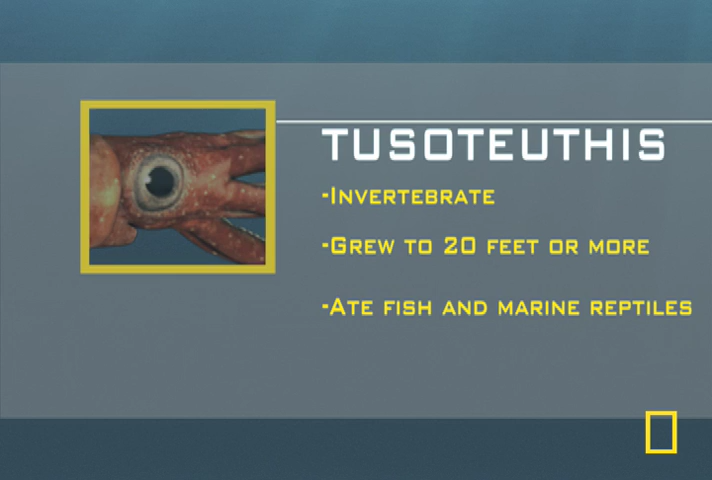 TUSOTEUTHIS
-INVERTEBRATE
-GREW TO 20 FEET OR MORE
-ATE FISH AND MARINE REPTILES